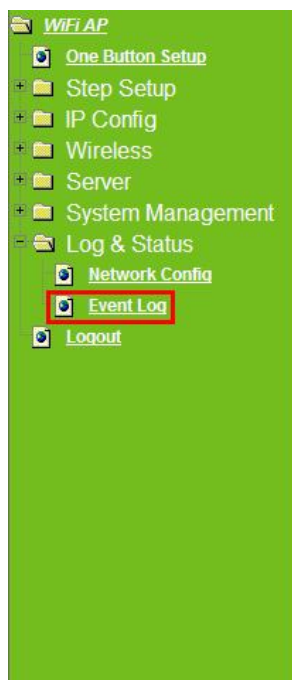 WiFi AP
One Button Setup
Step Setup
IP Config
Wireless
Server
System Management
Log & Status
Network Config
Event Log
Logout